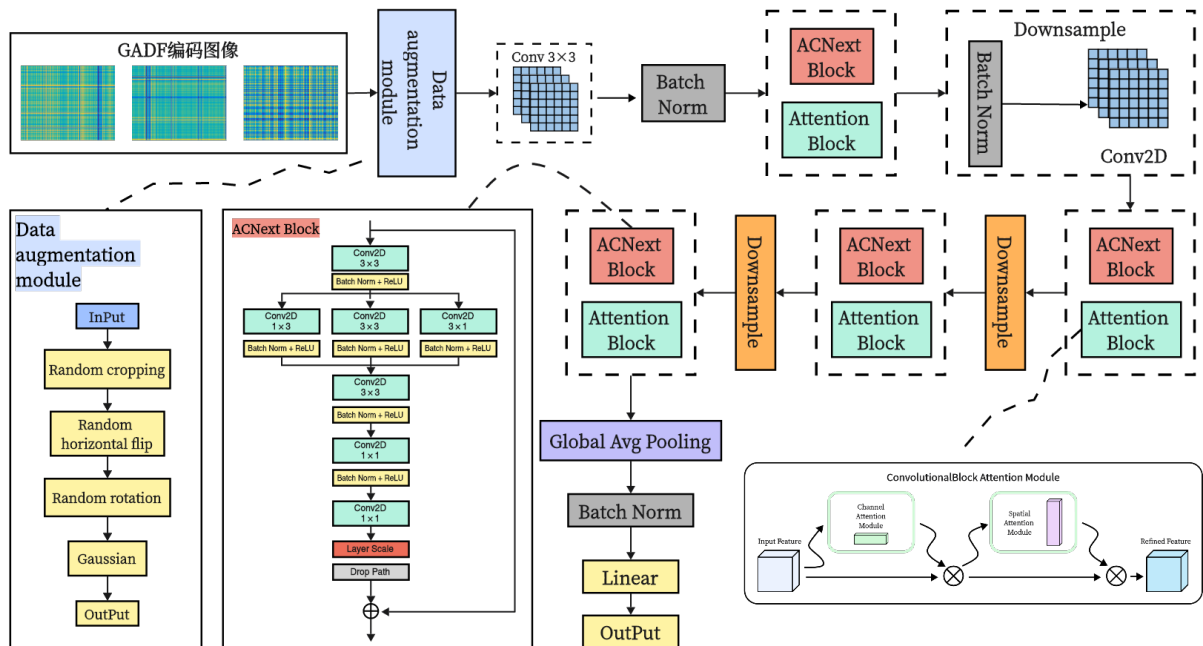 GADF编码图像
Data
augmentation
module
Conv 3×3
Batch
Norm
ACNext
Block
Attention
Block
Downsample
Batch Norm
Conv2D
ACNext
Block
Attention
Block
Downsample
ACNext
Block
Attention
Block
Downsample
ACNext
Block
Attention
Block
Global Avg Pooling
Batch Norm
Linear
OutPut
Data
augmentation
module
InPut
Random cropping
Random
horizontal flip
Random rotation
Gaussian
OutPut
ACNext Block
Conv2D
3×3
Batch Norm + ReLU
Conv2D
1×3
Conv2D
3×3
Conv2D
3×1
Batch Norm + ReLU
Batch Norm + ReLU
Batch Norm + ReLU
Conv2D
3×3
Batch Norm + ReLU
Conv2D
1×1
Batch Norm + ReLU
Conv2D
1×1
Layer Scale
Drop Path
ConvolutionalBlock Attention Module
Input Feature
Channel
Attention
Module
Spatial
Attention
Module
Refined Feature